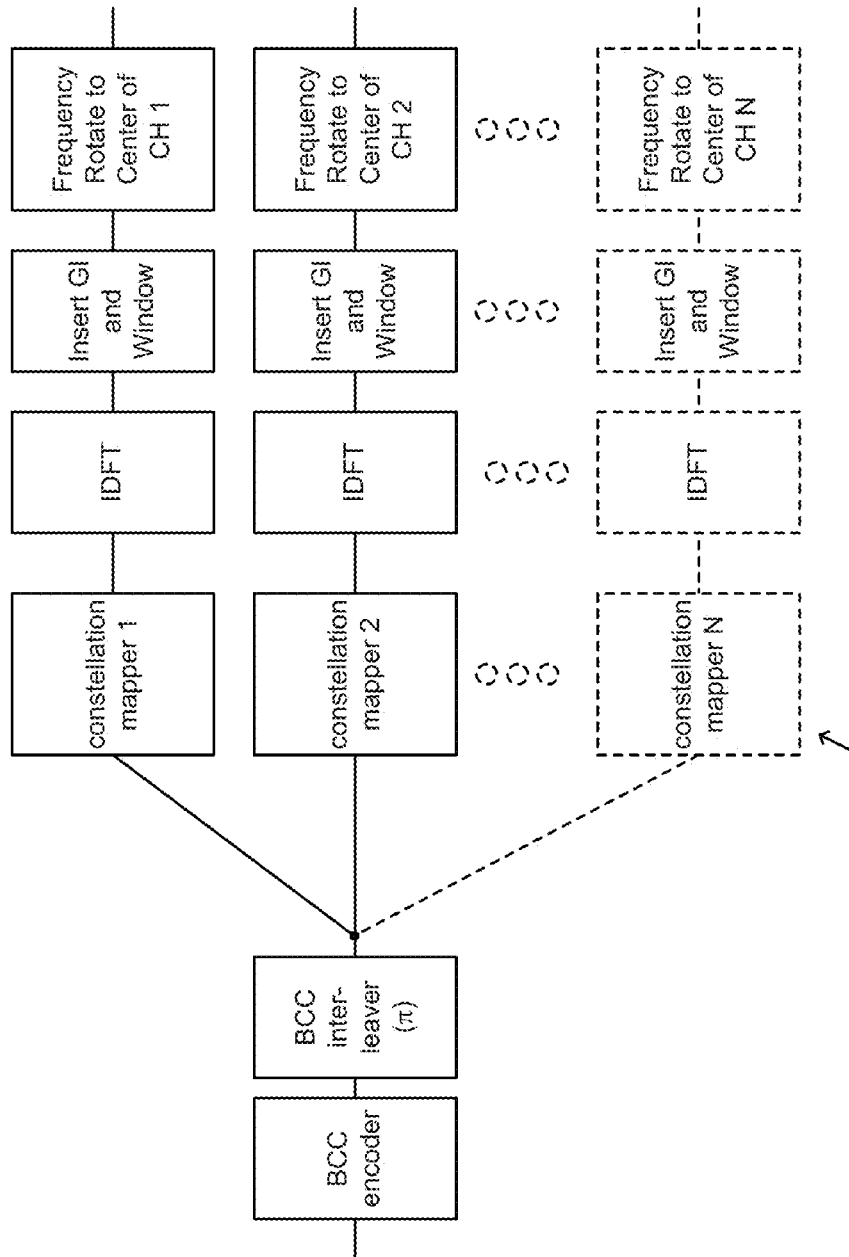 BCC
encoder
BCC
inter-
leaver
(π)
constellation
mapper 1
IDFT
Insert GI
and
Window
Frequency
Rotate to
Center of
CH 1
constellation
mapper 2
IDFT
Insert GI
and
Window
Frequency
Rotate to
Center of
CH 2
constellation
mapper N
IDFT
Insert GI
and
Window
Frequency
Rotate to
Center of
CH N